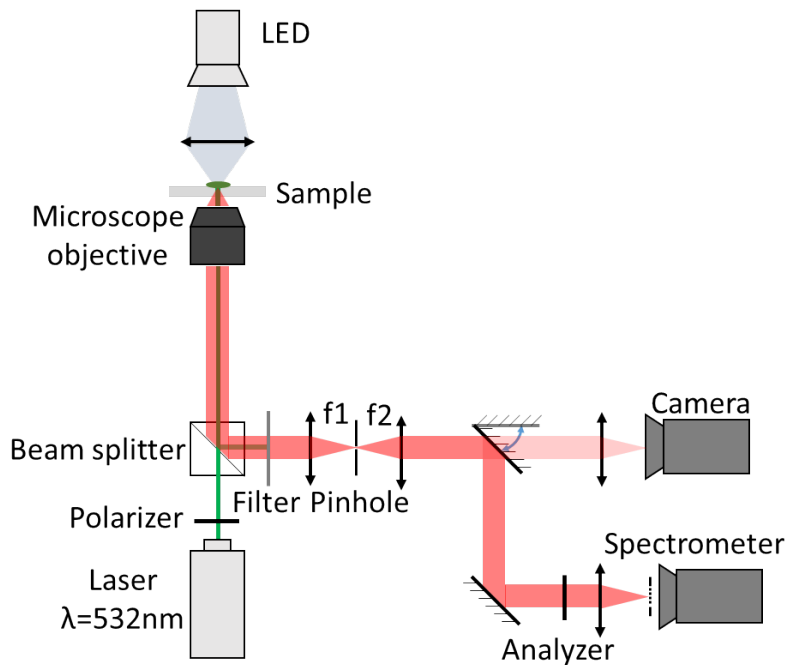 LED
Sample
Microscope
objective
f1
f2
Camera
Beam splitter
Filter
Pinhole
Polarizer
Spectrometer
Laser
λ=532nm
Analyzer